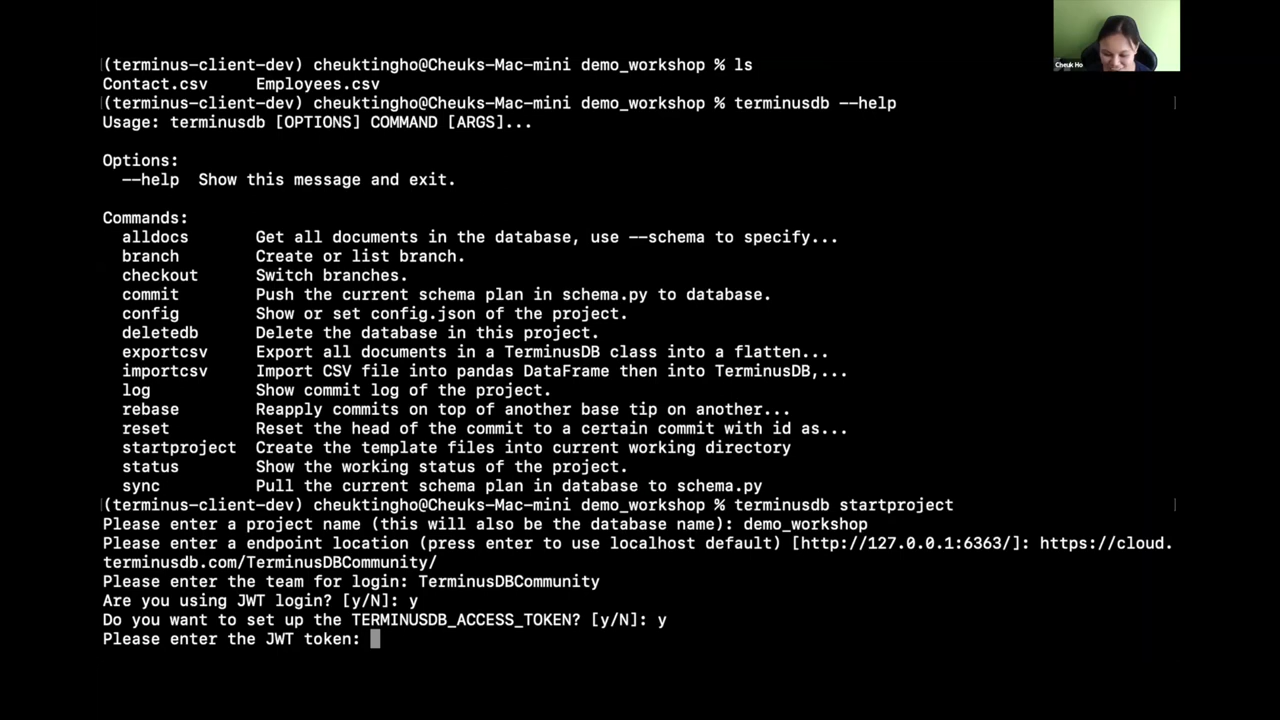 (terminus-client-dev) cheuktingho@Cheuks-Mac-mini demo_workshop % ls
Contact.csv     Employees.csv
(terminus-client-dev) cheuktingho@Cheuks-Mac-mini demo_workshop % terminusdb --help
Usage: terminusdb [OPTIONS] COMMAND [ARGS]...
Options:
  --help  Show this message and exit.
Commands:
  alldocs       Get all documents in the database, use --schema to specify...
  branch        Create or list branch.
  checkout      Switch branches.
  commit        Push the current schema plan in schema.py to database.
  config        Show or set config.json of the project.
  deletedb      Delete the database in this project.
  exportcsv     Export all documents in a TerminusDB class into a flatten...
  importcsv     Import CSV file into pandas DataFrame then into TerminusDB,...
  log           Show commit log of the project.
  rebase        Reapply commits on top of another base tip on another...
  reset         Reset the head of the commit to a certain commit with id as...
  startproject  Create the template files into current working directory
  status        Show the working status of the project.
  sync          Pull the current schema plan in database to schema.py
(terminus-client-dev) cheuktingho@Cheuks-Mac-mini demo_workshop % terminusdb startproject
Please enter a project name (this will also be the database name): demo_workshop
Please enter a endpoint location (press enter to use localhost default) [http://127.0.0.1:6363/]: https://cloud.
terminusdb.com/TerminusDBCommunity/
Please enter the team for login: TerminusDBCommunity
Are you using JWT login? [y/N]: y
Do you want to set up the TERMINUSDB_ACCESS_TOKEN? [y/N]: y
Please enter the JWT token:
Cheuk Ho